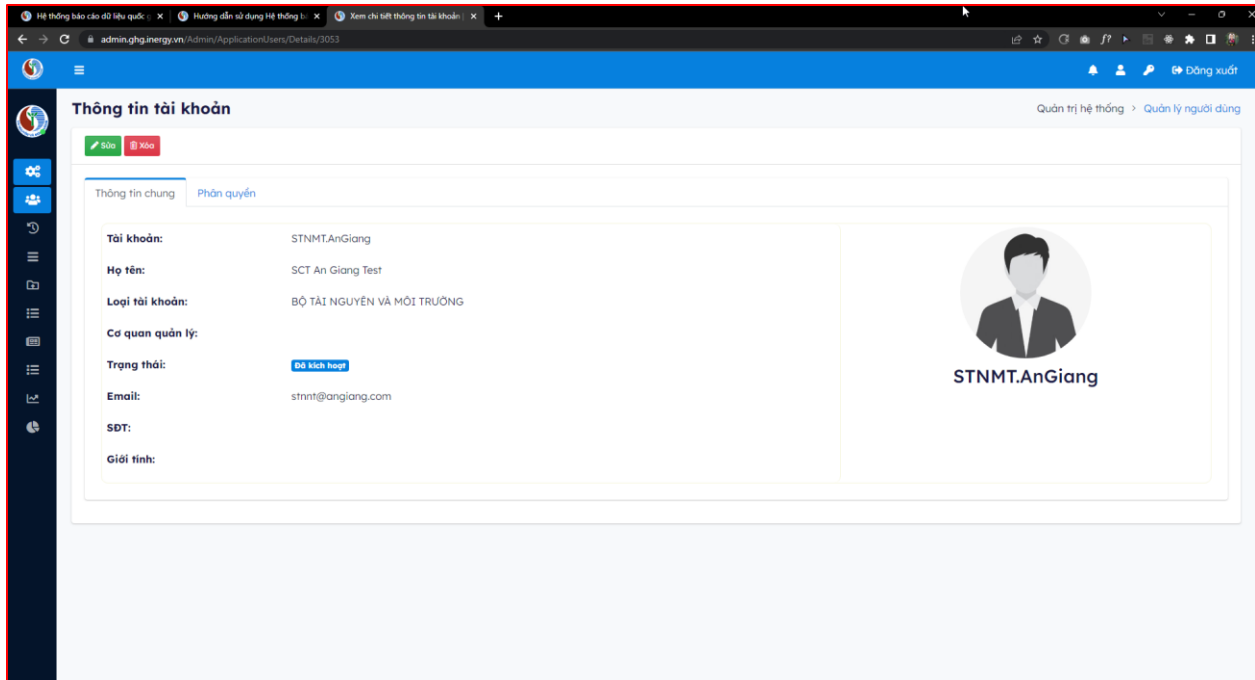 Hệ thống báo cáo dữ liệu quốc g
Hướng dẫn sử dụng Hệ thống b
Xem chi tiết thông tin tài khoản |
admin.ghg.inergy.vn/Admin/ApplicationUsers/Details/3053
Đăng xuất
Thông tin tài khoản
Quản trị hệ thống > Quản lý người dùng
Sửa Xóa
Thông tin chung Phân quyền
Tài khoản: STNMT.AnGiang
Họ tên: SCT An Giang Test
Loại tài khoản: BỘ TÀI NGUYÊN VÀ MÔI TRƯỜNG
Cơ quan quản lý:
Trạng thái: Đã kích hoạt
Email: stnnt@angiang.com
SĐT:
Giới tính:
STNMT.AnGiang